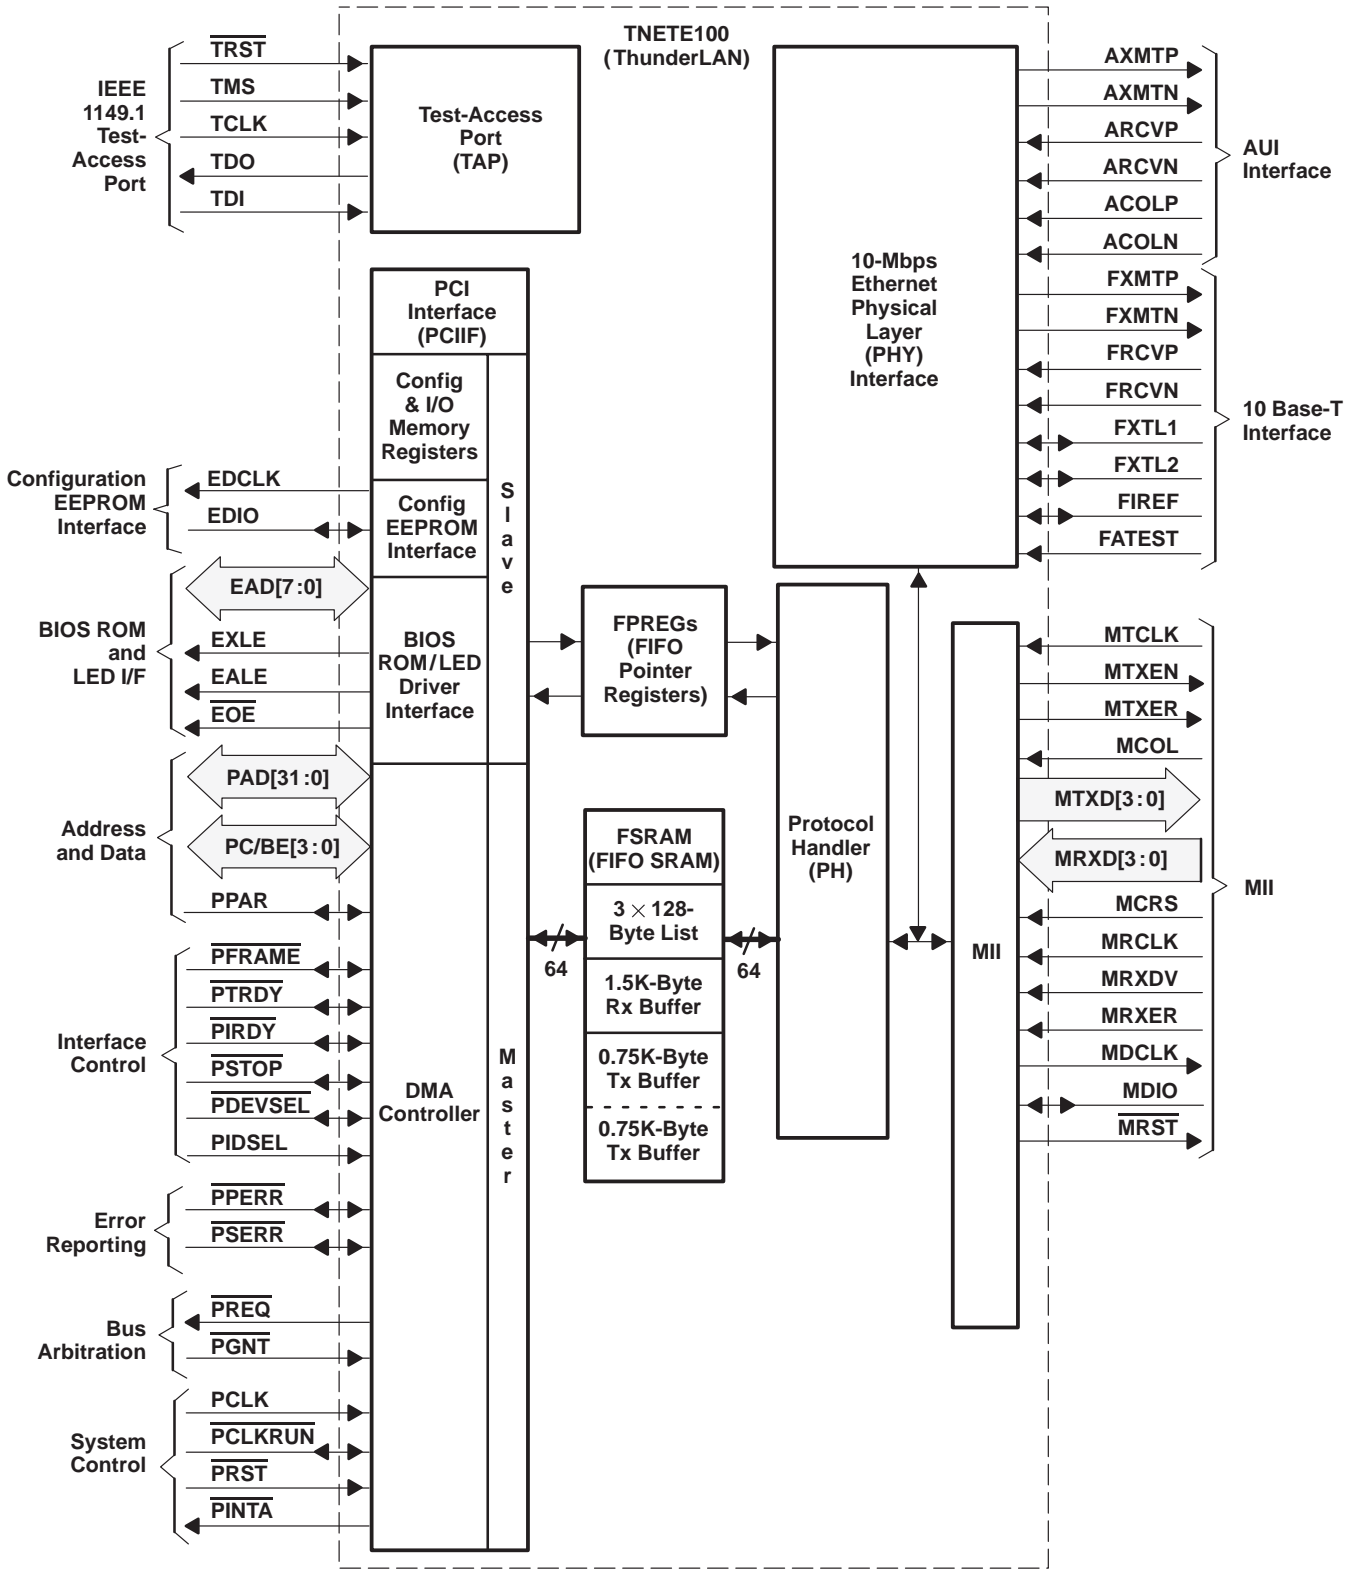 TNETE100
(ThunderLAN)
IEEE
1149.1
Test-
Access
Port
TRST
TMS
TCLK
TDO
TDI
Test-Access
Port
(TAP)
PCI
Interface
(PCIIF)
Config
& I/O
Memory
Registers
Config
EEPROM
Interface
BIOS
ROM/LED
Driver
Interface
Slave
DMA
Controller
Master
Configuration
EEPROM
Interface
EDCLK
EDIO
BIOS ROM
and
LED I/F
EAD[7:0]
EXLE
EALE
EOE
Address
and Data
PAD[31:0]
PC/BE[3:0]
PPAR
Interface
Control
PFRAME
PTRDY
PIRDY
PSTOP
PDEVSEL
PIDSEL
Error
Reporting
PPERR
PSERR
Bus
Arbitration
PREQ
PGNT
System
Control
PCLK
PCLKRUN
PRST
PINTA
FPREGs
(FIFO
Pointer
Registers)
FSRAM
(FIFO SRAM)
3 × 128-
Byte List
1.5K-Byte
Rx Buffer
0.75K-Byte
Tx Buffer
0.75K-Byte
Tx Buffer
64
64
Protocol
Handler
(PH)
10-Mbps
Ethernet
Physical
Layer
(PHY)
Interface
MII
AXMTP
AXMTN
ARCVP
ARCVN
ACOLP
ACOLN
AUI
Interface
FXMTP
FXMTN
FRCVP
FRCVN
FXTL1
FXTL2
FIREF
FATEST
10 Base-T
Interface
MTCLK
MTXEN
MTXER
MCOL
MTXD[3:0]
MRXD[3:0]
MCRS
MRCLK
MRXDV
MRXER
MDCLK
MDIO
MRST
MII